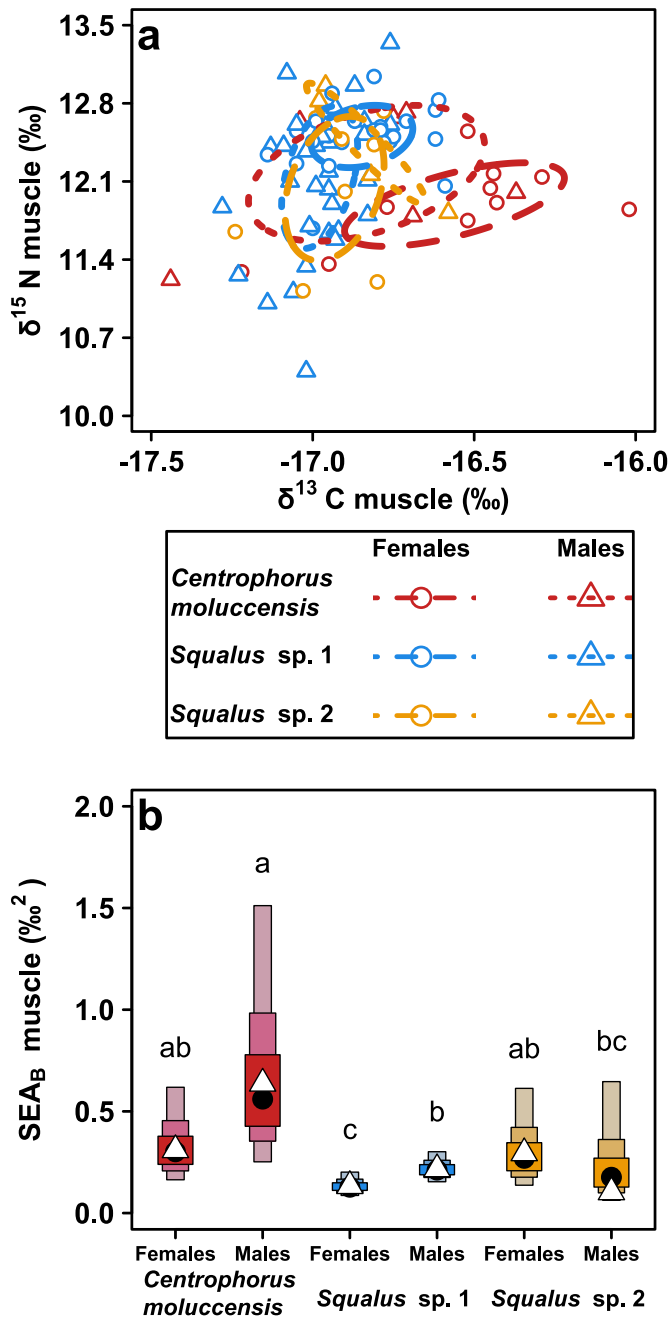 a
13.5
12.8
12.1
11.4
10.7
10.0
δ15 N muscle (‰)
-17.5 -17.0 -16.5 -16.0
δ13 C muscle (‰)
Females Males
Centrophorus
moluccensis
Squalus sp. 1
Squalus sp. 2
b
2.0
1.5
1.0
0.5
0.0
SEAB muscle (‰2)
ab a c b ab bc
Females Males Females Males Females Males
Centrophorus
moluccensis Squalus sp. 1 Squalus sp. 2